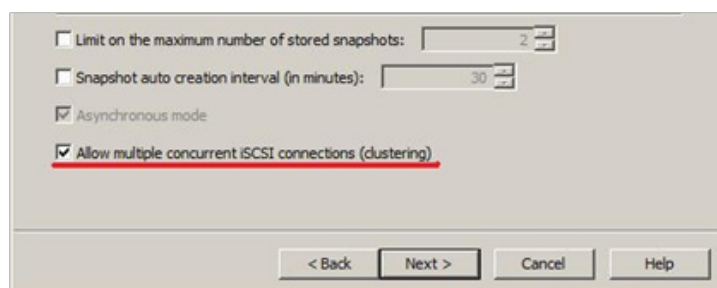 Limit on the maximum number of stored snapshots: 2
Snapshot auto creation interval (in minutes): 30
Asynchronous mode
Allow multiple concurrent iSCSI connections (clustering)
< Back Next > Cancel Help